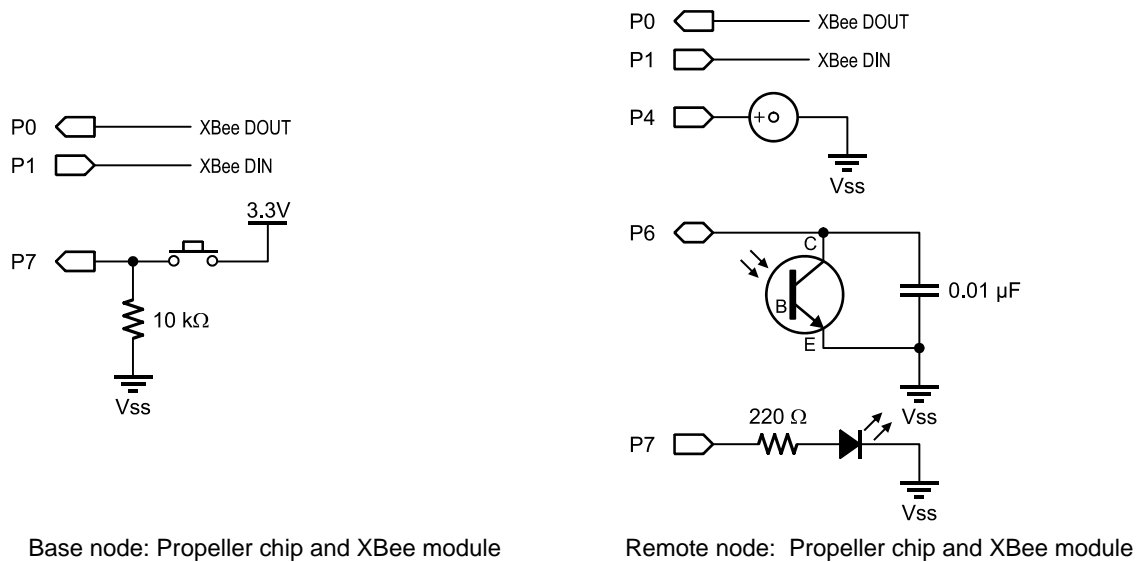 P0 XBee DOUT
P1 XBee DIN
3.3V
P7
10 kΩ
Vss
Base node: Propeller chip and XBee module
P0 XBee DOUT
P1 XBee DIN
P4 +
Vss
P6
C
B
E
0.01 µF
Vss
220 Ω
P7
Vss
Remote node: Propeller chip and XBee module